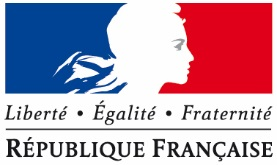 Liberté • Égalité • Fraternité
RÉPUBLIQUE FRANÇAISE